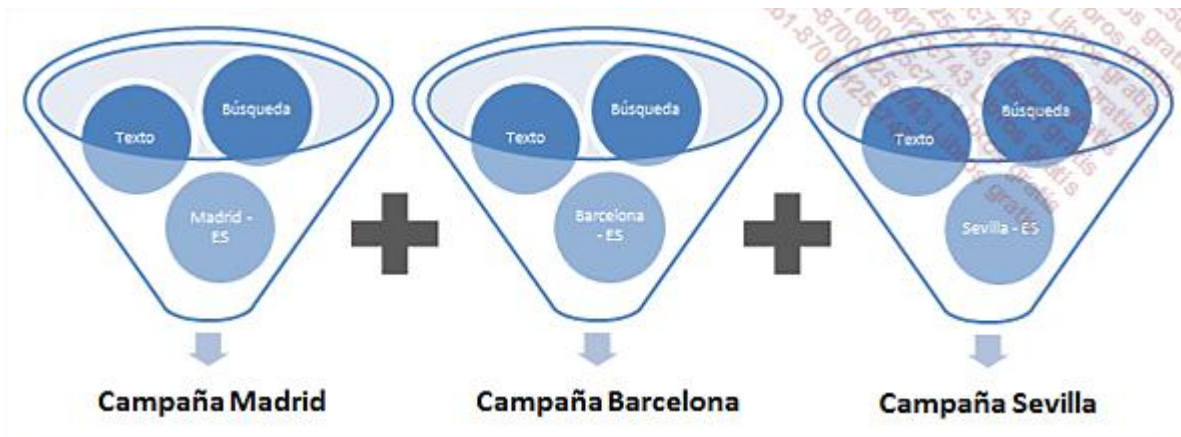 Búsqueda
Texto
Madrid -
ES
Búsqueda
Texto
Barcelona
- ES
Búsqueda
Texto
Sevilla - ES
Campaña Madrid
Campaña Barcelona
Campaña Sevilla